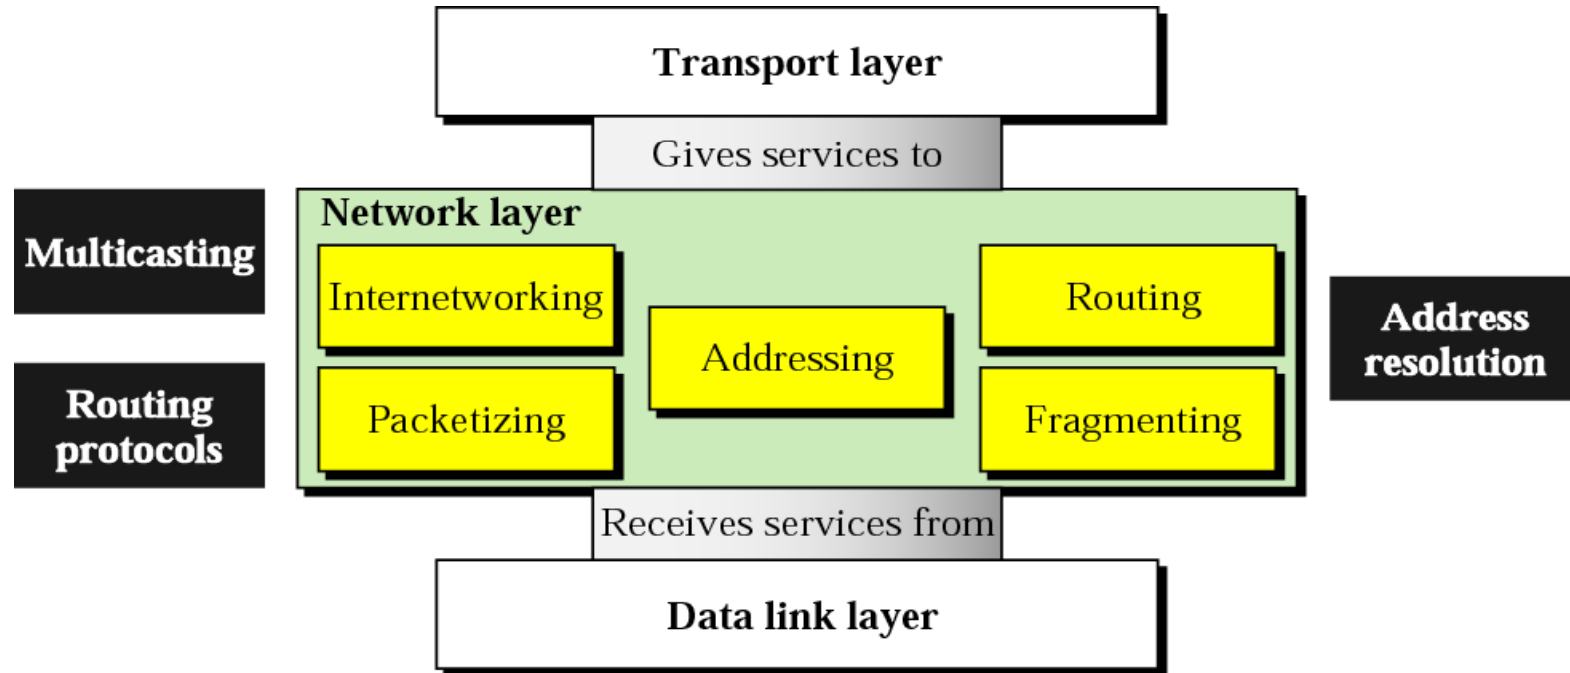 Transport layer
Gives services to
Multicasting
Routing
protocols
Network layer
Internetworking
Packetizing
Addressing
Routing
Fragmenting
Address
resolution
Receives services from
Data link layer